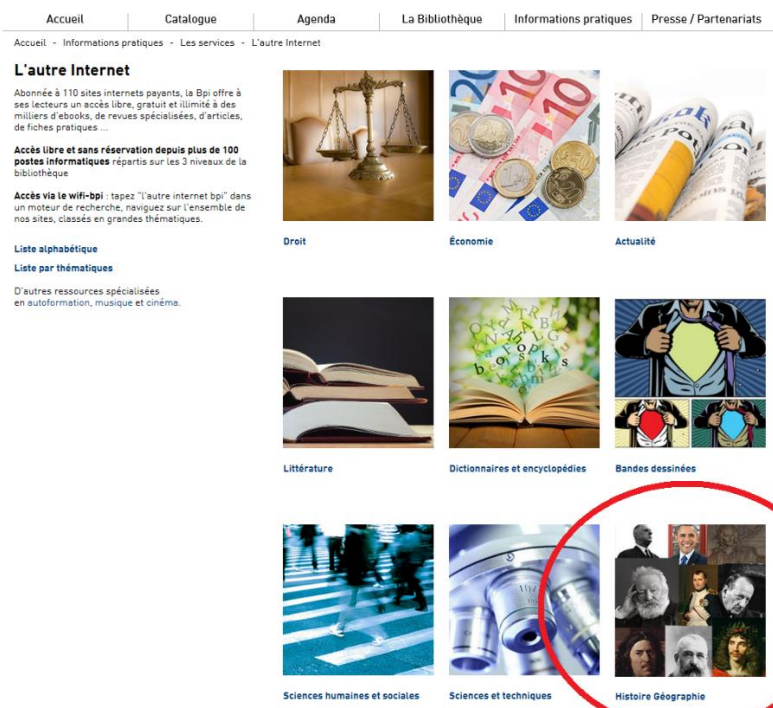 Accueil
Catalogue
Agenda
La Bibliothèque
Informations pratiques
Presse / Partenariats
Accueil - Informations pratiques - Les services - L'autre Internet
L'autre Internet
Abonnée à 110 sites internets payants, la Bpi offre à
ses lecteurs un accès libre, gratuit et illimité à des
milliers d'ebooks, de revues spécialisées, d'articles,
de fiches pratiques ...
Accès libre et sans réservation depuis plus de 100
postes informatiques répartis sur les 3 niveaux de la
bibliothèque
Accès via le wifi-bpi : tapez "l'autre internet bpi" dans
un moteur de recherche, naviguez sur l'ensemble de
nos sites, classés en grandes thématiques.
Liste alphabétique
Liste par thématiques
D'autres ressources spécialisées
en autoformation, musique et cinéma.
Droit
Économie
Actualité
Littérature
Dictionnaires et encyclopédies
Bandes dessinées
Sciences humaines et sociales
Sciences et techniques
Histoire Géographie